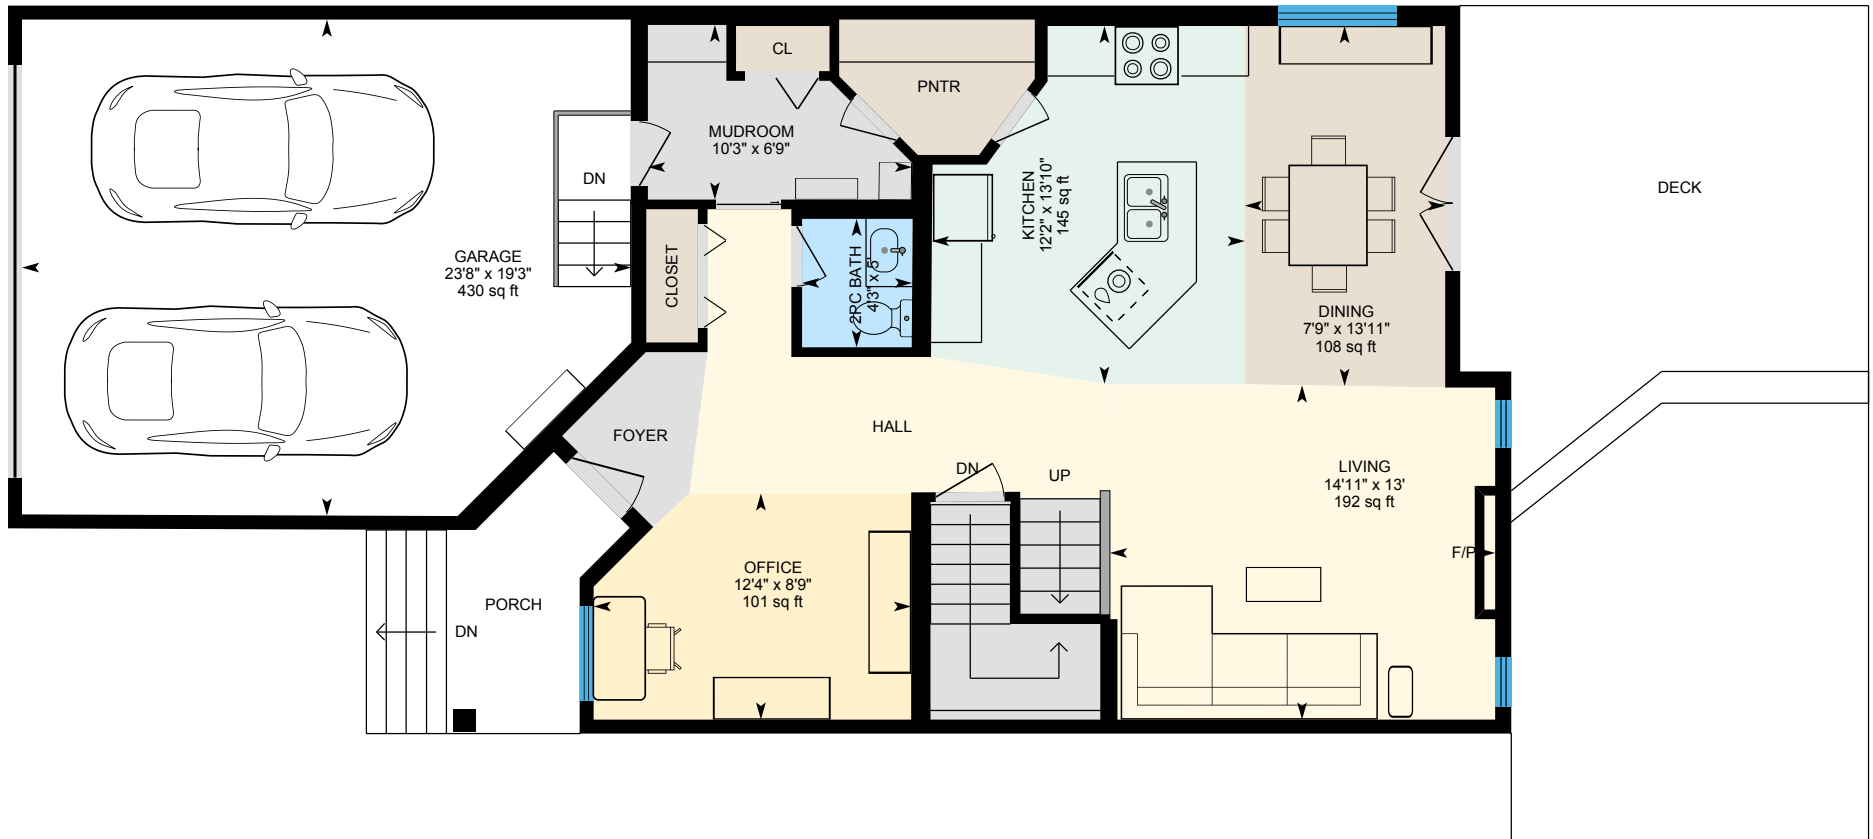 CL
PNTR
MUDROOM
10'3" x 6'9"
DN
GARAGE
23'8" x 19'3"
430 sq ft
CLOSET
2PC BATH
4'3" x 5'
KITCHEN
12'2" x 13'10"
145 sq ft
DINING
7'9" x 13'11"
108 sq ft
DECK
FOYER
HALL
DN
UP
LIVING
14'11" x 13'
192 sq ft
F/P
OFFICE
12'4" x 8'9"
101 sq ft
PORCH
DN